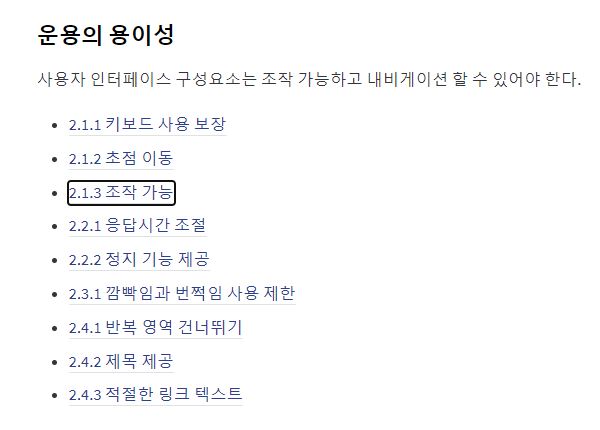 운용의 용이성
사용자 인터페이스 구성요소는 조작 가능하고 내비게이션 할 수 있어야 한다.
2.1.1 키보드 사용 보장
2.1.2 초점 이동
2.1.3 조작 가능
2.2.1 응답시간 조절
2.2.2 정지 기능 제공
2.3.1 깜빡임과 번쩍임 사용 제한
2.4.1 반복 영역 건너뛰기
2.4.2 제목 제공
2.4.3 적절한 링크 텍스트